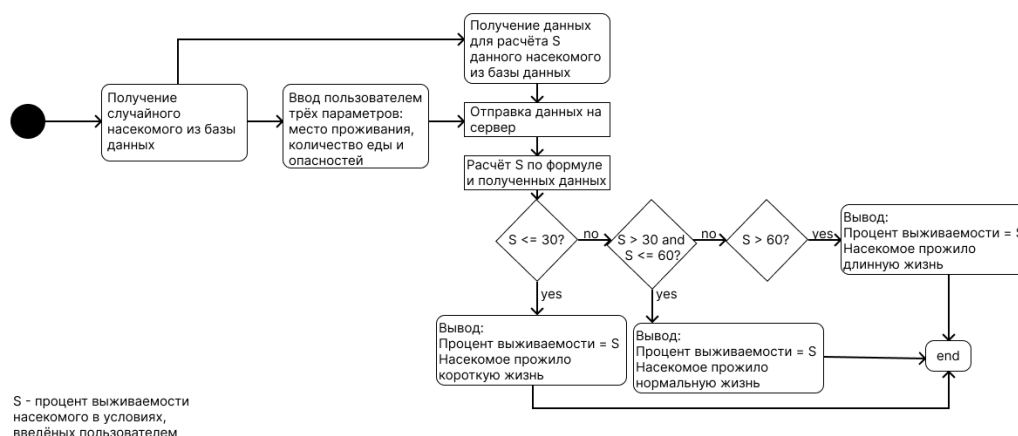 Получение данных
для расчёта S
данного насекомого
из базы данных
Получение
случайного
насекомого из базы
данных
Ввод пользователем
трёх параметров:
место проживания,
количество еды и
опасностей
Отправка данных на
сервер
Расчёт S по формуле
и полученных данных
S <= 30?
no
S > 30 and
S <= 60?
no
S > 60?
yes
Вывод:
Процент выживаемости = S
Насекомое прожило
длинную жизнь
yes
yes
Вывод:
Процент выживаемости = S
Насекомое прожило
короткую жизнь
Вывод:
Процент выживаемости = S
Насекомое прожило
нормальную жизнь
end
S - процент выживаемости
насекомого в условиях,
введёных пользователем